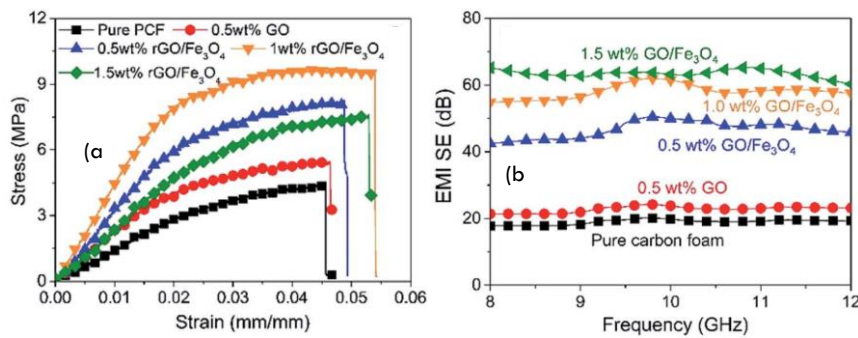 12
9
6
3
0
Stress (MPa)
Pure PCF 0.5wt% GO
0.5wt% rGO/Fe₃O₄ 1wt% rGO/Fe₃O₄
1.5wt% rGO/Fe₃O₄
(a
0.00 0.01 0.02 0.03 0.04 0.05 0.06
Strain (mm/mm)
80
60
40
20
0
EMI SE (dB)
1.5 wt% GO/Fe₃O₄
1.0 wt% GO/Fe₃O₄
0.5 wt% GO/Fe₃O₄
(b
0.5 wt% GO
Pure carbon foam
8 9 10 11 12
Frequency (GHz)